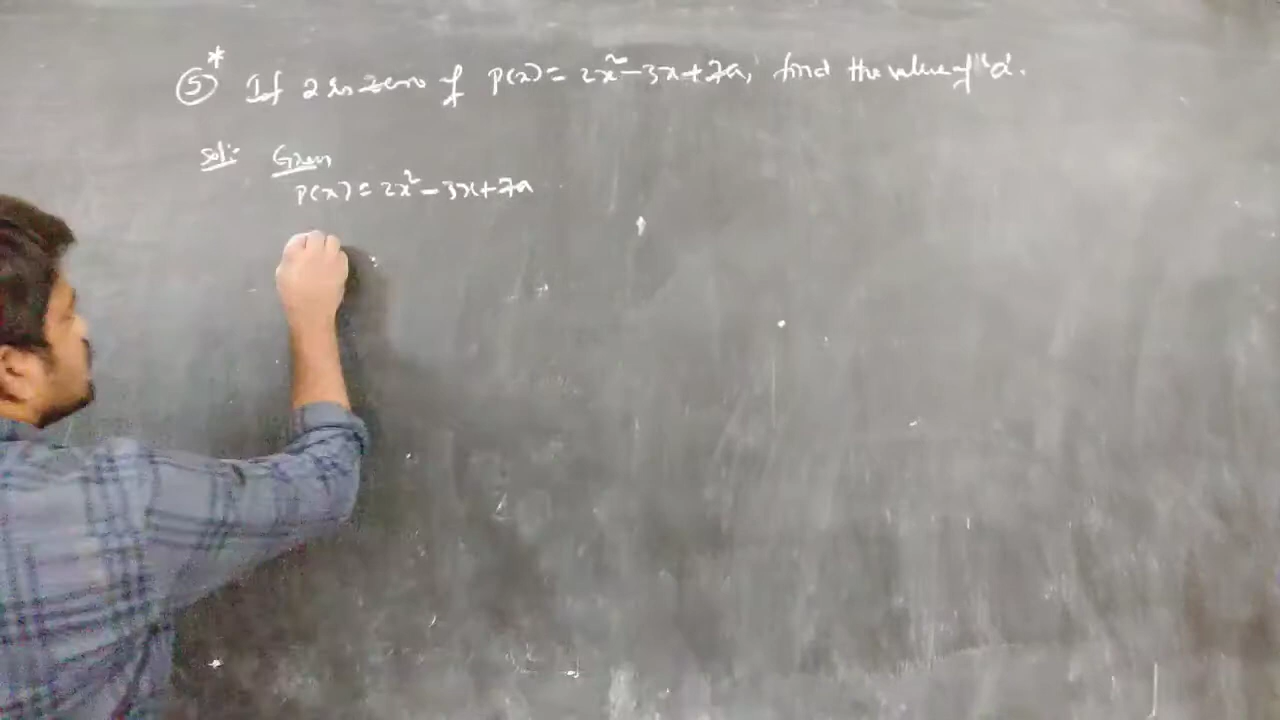 ⑤* If 2 is zero of p(x) = 2x² - 3x + 7a, find the value of 'a'.
Sol:- Given
P(x) = 2x² - 3x + 7a